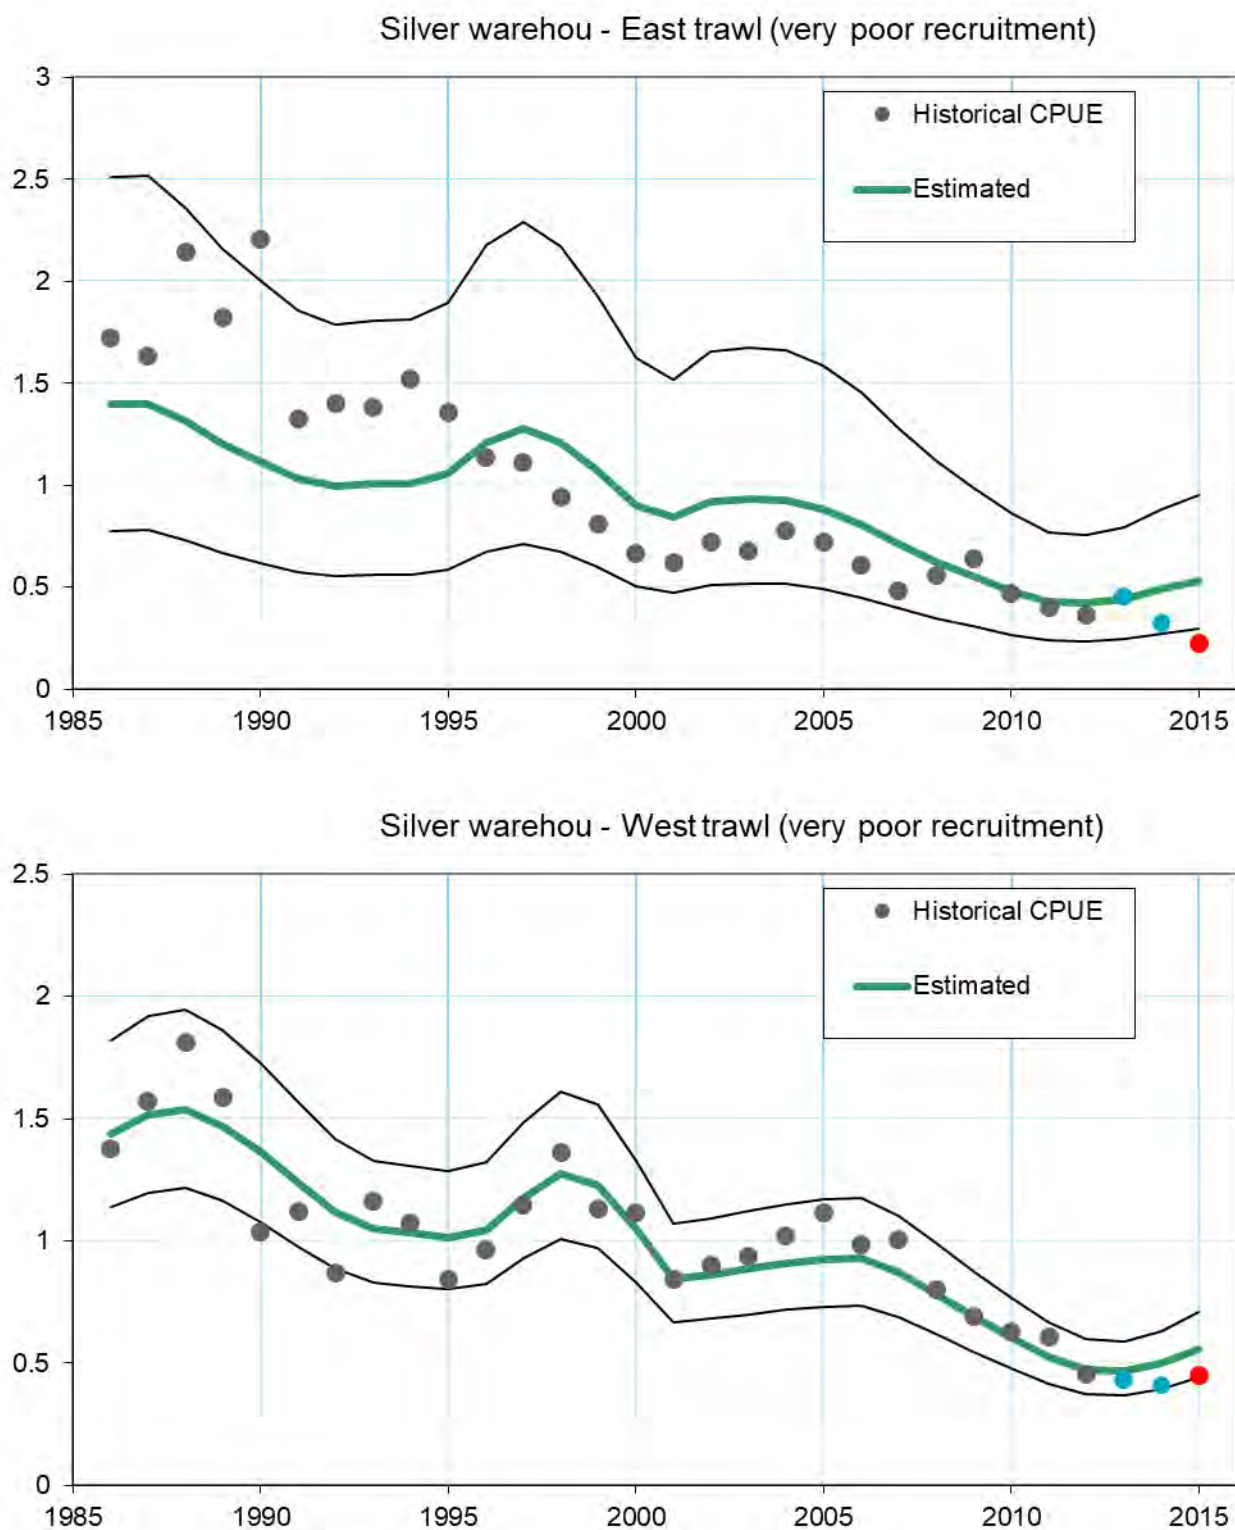 Silver warehou - East trawl (very poor recruitment)
3
Historical CPUE
2.5
Estimated
2
1.5
1
0.5
0
1985 1990 1995 2000 2005 2010 2015
Silver warehou - West trawl (very poor recruitment)
2.5
Historical CPUE
2
Estimated
1.5
1
0.5
0
1985 1990 1995 2000 2005 2010 2015